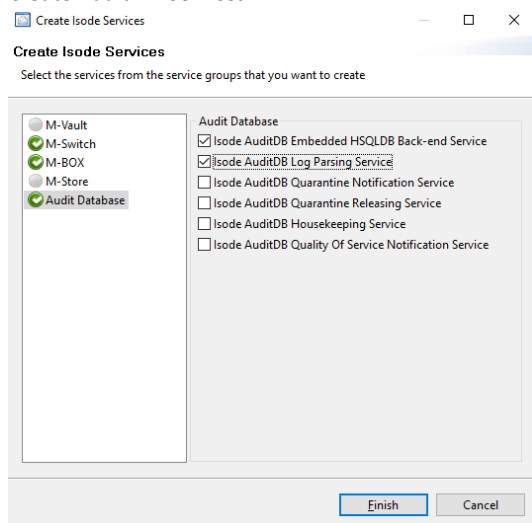 Create Isode Services
Create Isode Services
Select the services from the service groups that you want to create
M-Vault
M-Switch
M-BOX
M-Store
Audit Database
Audit Database
Isode AuditDB Embedded HSQLDB Back-end Service
Isode AuditDB Log Parsing Service
Isode AuditDB Quarantine Notification Service
Isode AuditDB Quarantine Releasing Service
Isode AuditDB Housekeeping Service
Isode AuditDB Quality Of Service Notification Service
Finish
Cancel